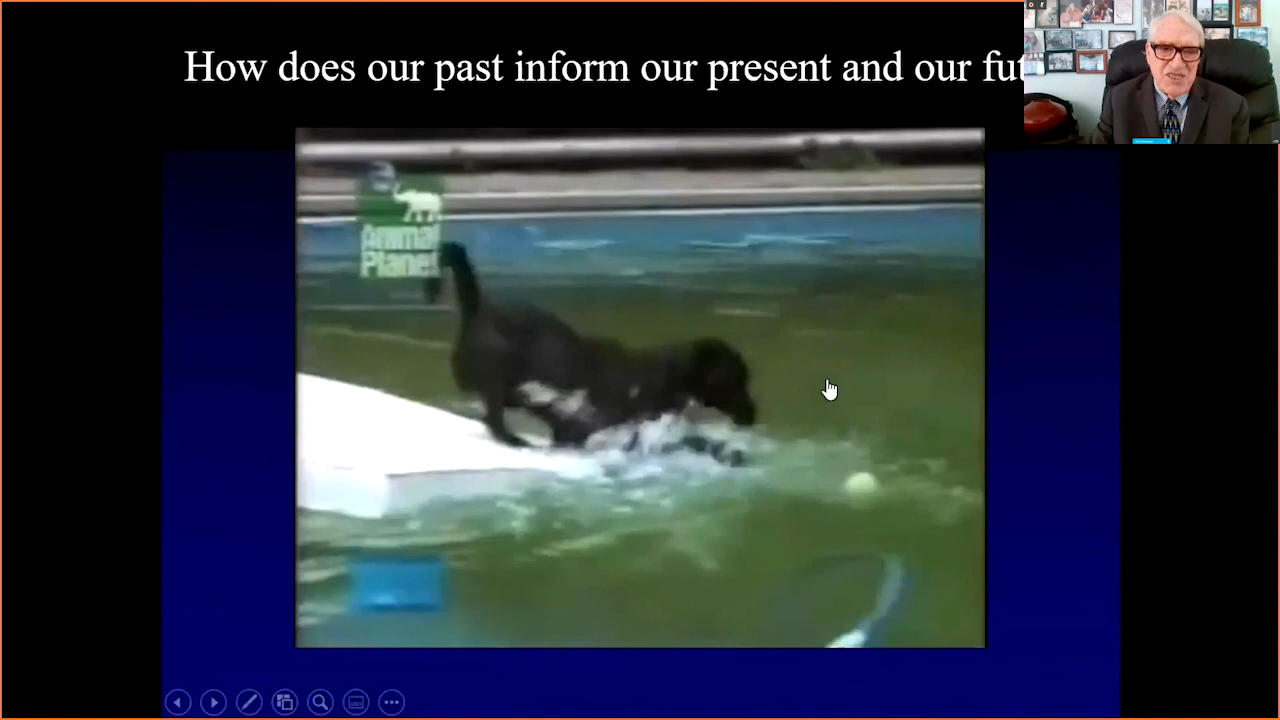 How does our past inform our present and our fut
Animal
Planet